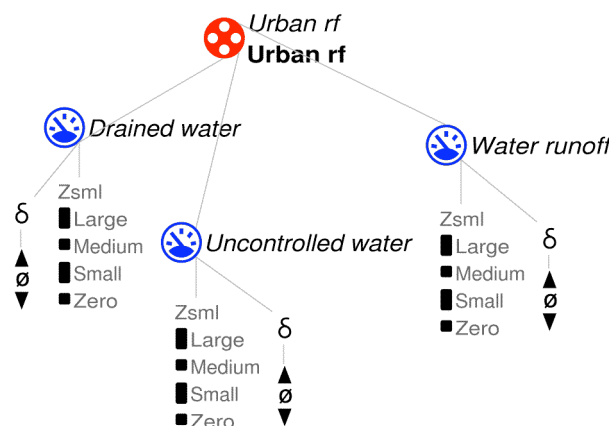 Urban rf
Urban rf
Drained water
δ
ø
Zsml
Large
Medium
Small
Zero
Uncontrolled water
Zsml
Large
Medium
Small
Zero
δ
ø
Water runoff
Zsml
Large
Medium
Small
Zero
δ
ø